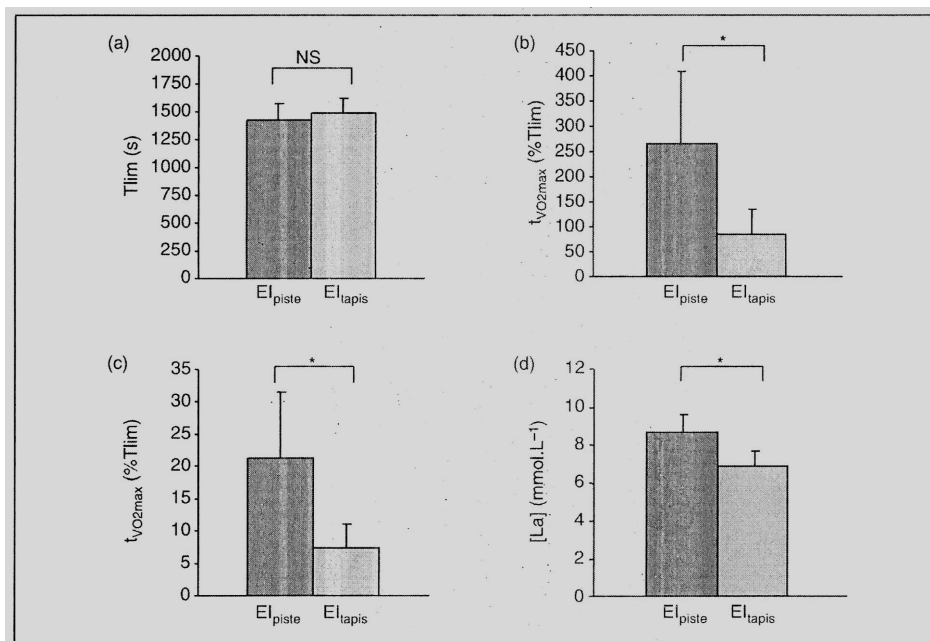 (a)
Tlim (s)
2000
1750
1500
1250
1000
750
500
250
0
NS
EIpiste
EItapis
(b)
tVO2max (%Tlim)
450
400
350
300
250
200
150
100
50
0
*
EIpiste
EItapis
(c)
tVO2max (%Tlim)
35
30
25
20
15
10
5
0
*
EIpiste
EItapis
(d)
[La] (mmol.L−1)
12
10
8
6
4
2
0
*
EIpiste
EItapis